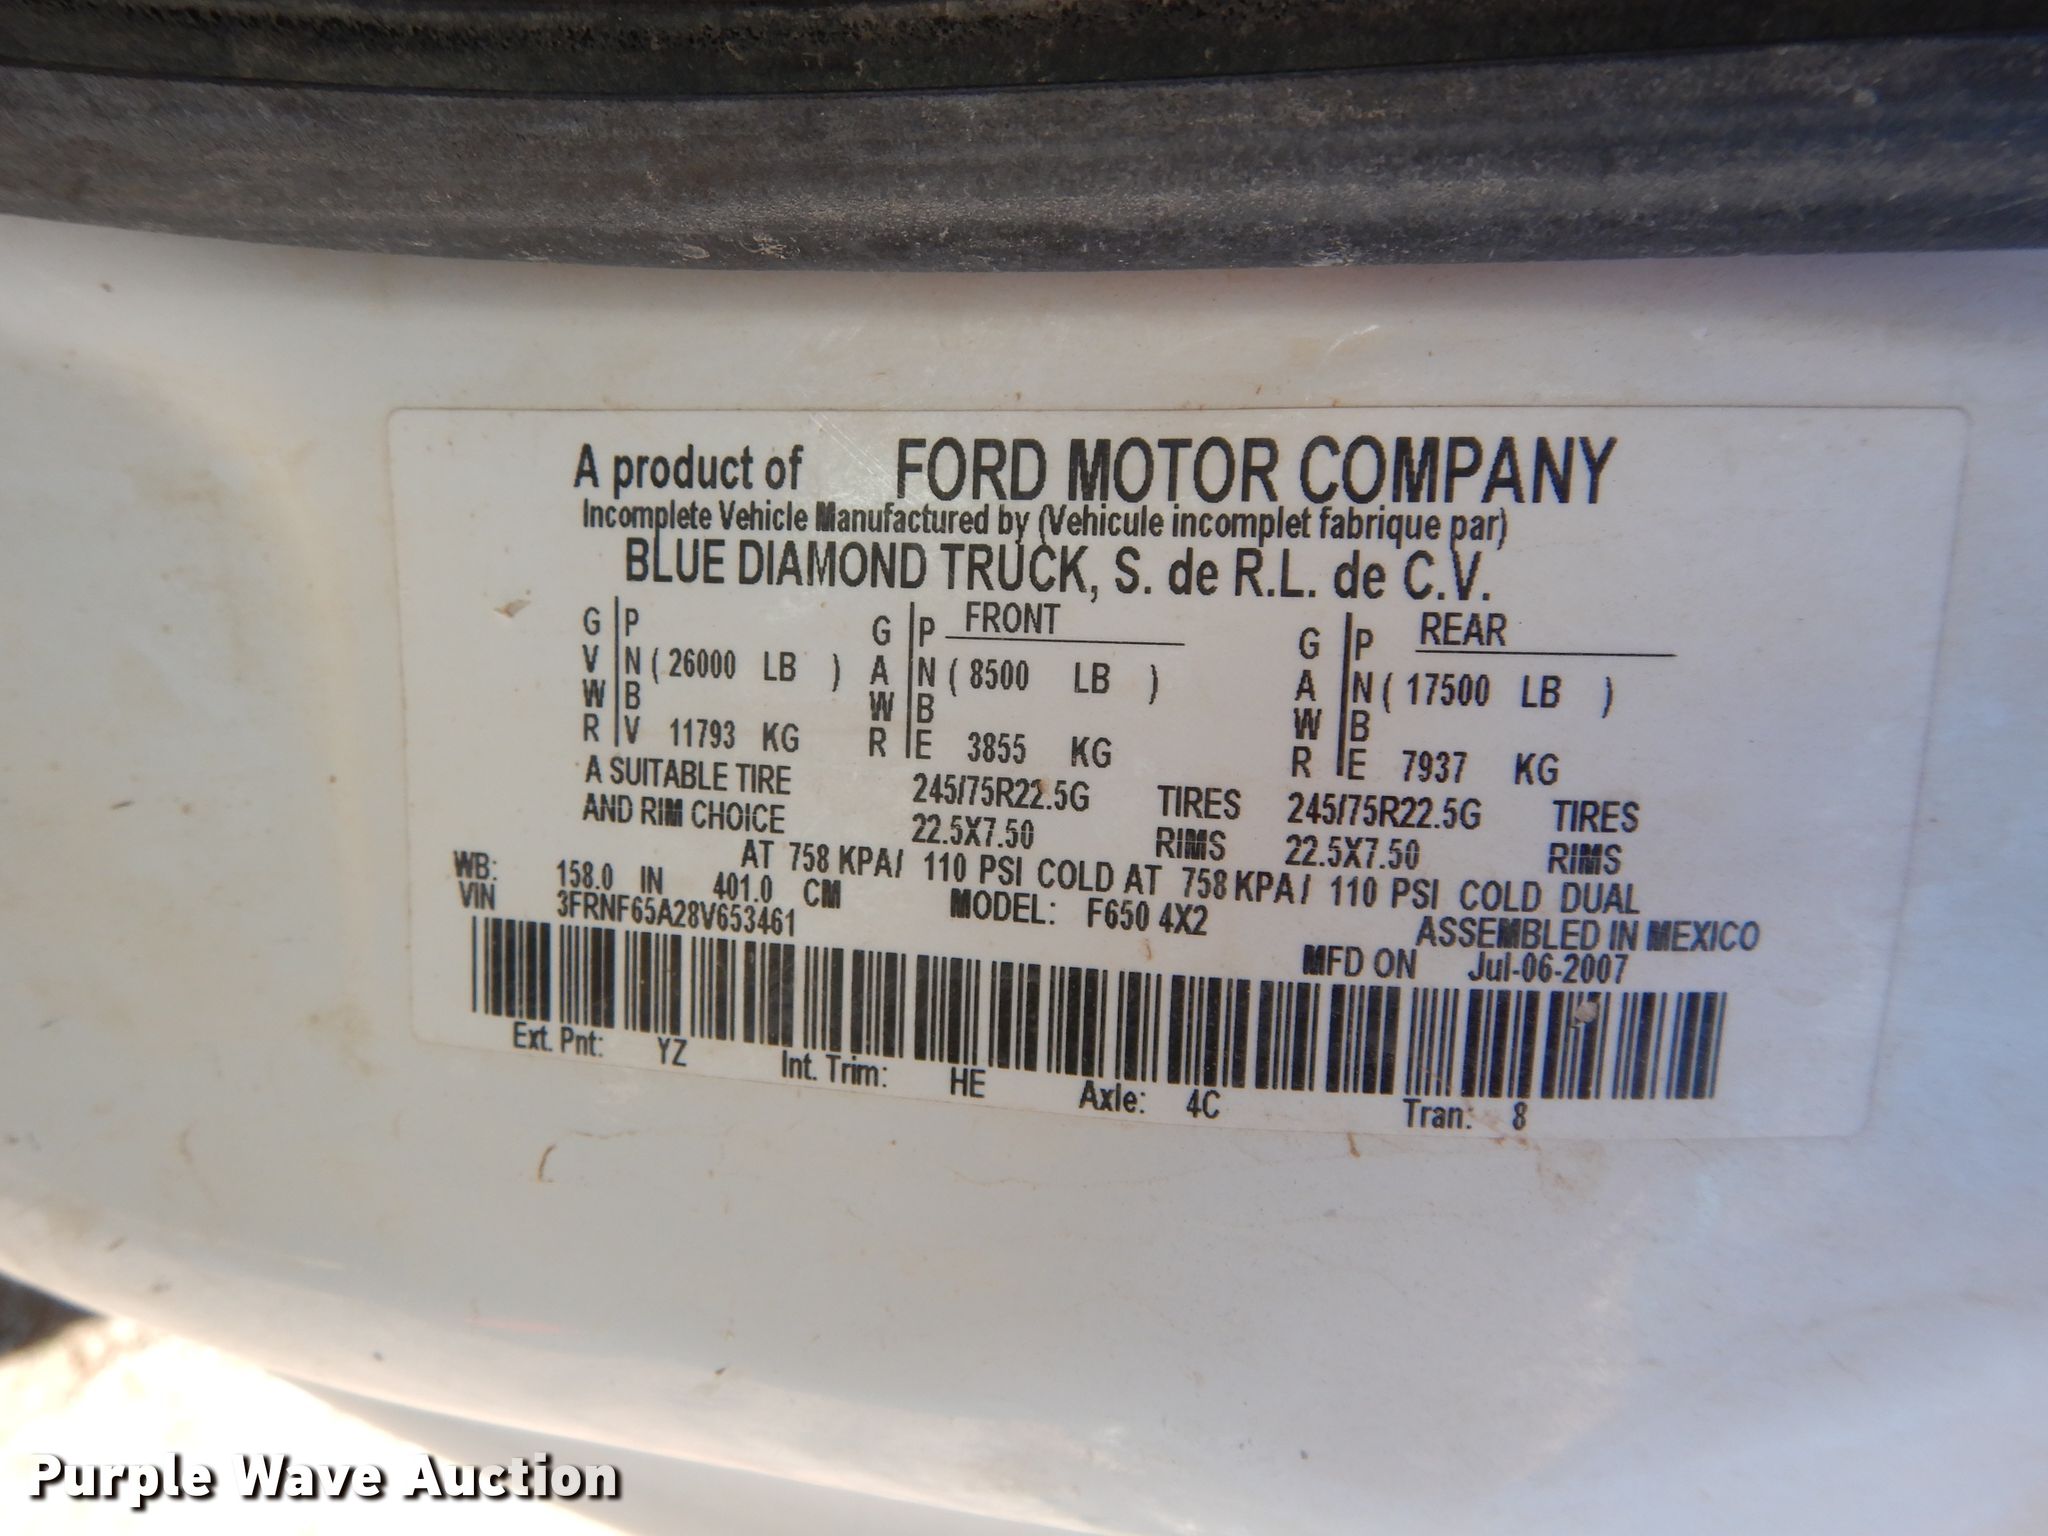 A product of FORD MOTOR COMPANY
Incomplete Vehicle Manufactured by (Vehicule incomplet fabrique par)
BLUE DIAMOND TRUCK, S. de R.L. de C.V.
G P G P FRONT G P REAR
V N ( 26000 LB ) A N ( 8500 LB ) A N ( 17500 LB )
W B W B W B
R V 11793 KG R E 3855 KG R E 7937 KG
A SUITABLE TIRE 245/75R22.5G TIRES 245/75R22.5G TIRES
AND RIM CHOICE 22.5X7.50 RIMS 22.5X7.50 RIMS
AT 758 KPA/ 110 PSI COLD AT 758 KPA/ 110 PSI COLD DUAL
WB: 158.0 IN 401.0 CM MODEL: F650 4X2 ASSEMBLED IN MEXICO
VIN 3FRNF65A28V653461 MFD ON Jul-06-2007
Ext. Pnt: YZ Int. Trim: HE Axle: 4C Tran: 8
Purple Wave Auction